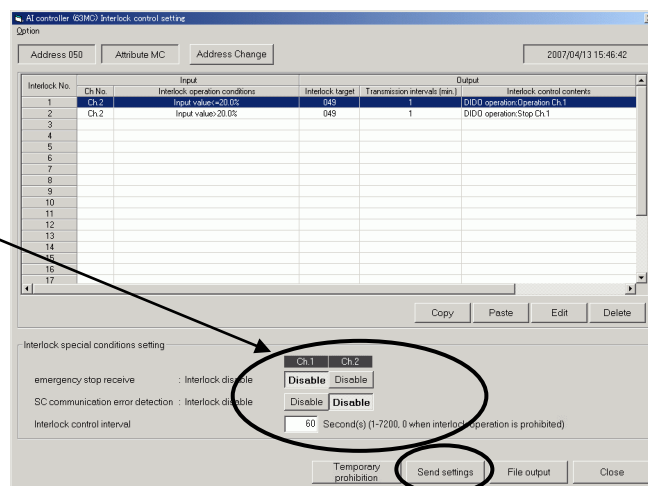 AI controller (63MC) Interlock control setting
Option
Address 050 Attribute MC Address Change 2007/04/13 15:46:42
Interlock No. Input Output
Ch No. Interlock operation conditions Interlock target Transmission intervals (min.) Interlock control contents
1 Ch.2 Input value<=20.0% 049 1 DIDO operation:Operation Ch.1
2 Ch.2 Input value>20.0% 049 1 DIDO operation:Stop Ch.1
3
4
5
6
7
8
9
10
11
12
13
14
15
16
17
Copy Paste Edit Delete
Interlock special conditions setting
Ch.1 Ch.2
emergency stop receive : Interlock disable Disable Disable
SC communication error detection : Interlock disable Disable Disable
Interlock control interval 60 Second(s) (1-7200, 0 when interlock operation is prohibited)
Temporary prohibition Send settings File output Close